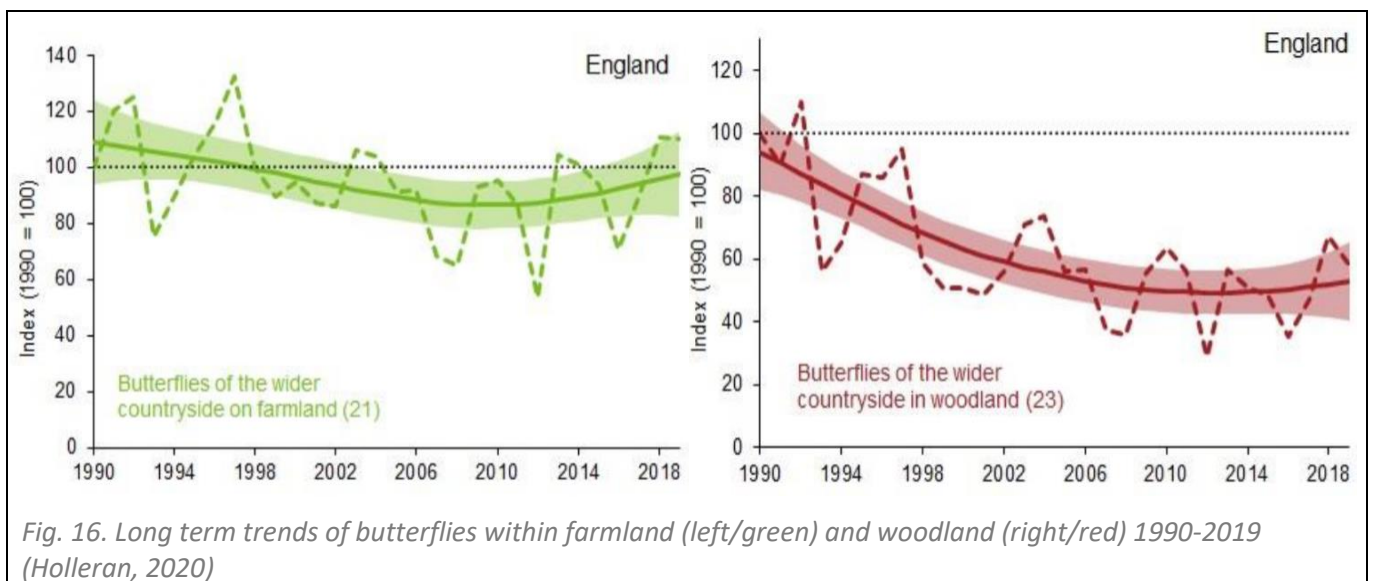 140
120
100
80
60
40
20
0
Index (1990 = 100)
England
Butterflies of the wider
countryside on farmland (21)
1990 1994 1998 2002 2006 2010 2014 2018
120
100
80
60
40
20
0
Index (1990 = 100)
England
Butterflies of the wider
countryside in woodland (23)
1990 1994 1998 2002 2006 2010 2014 2018
Fig. 16. Long term trends of butterflies within farmland (left/green) and woodland (right/red) 1990-2019
(Holleran, 2020)